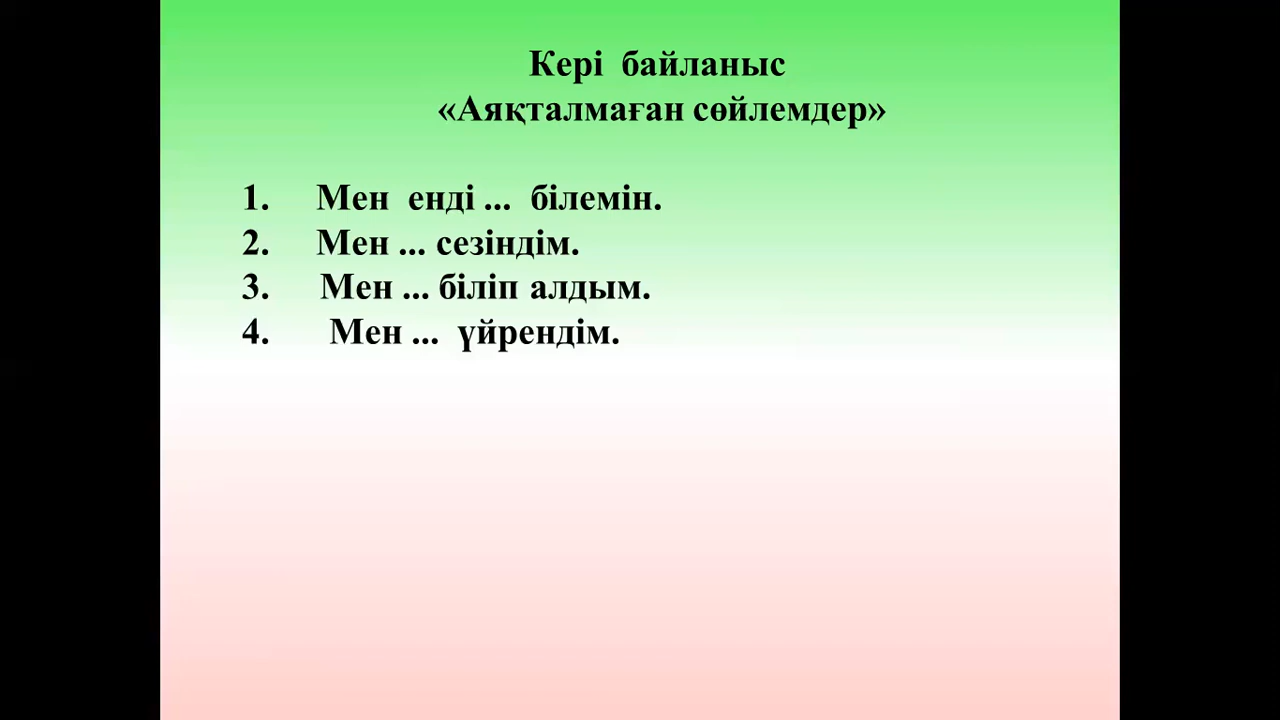 Кері байланыс
«Аяқталмаған сөйлемдер»
1. Мен енді ... білемін.
2. Мен ... сезіндім.
3. Мен ... біліп алдым.
4. Мен ... үйрендім.